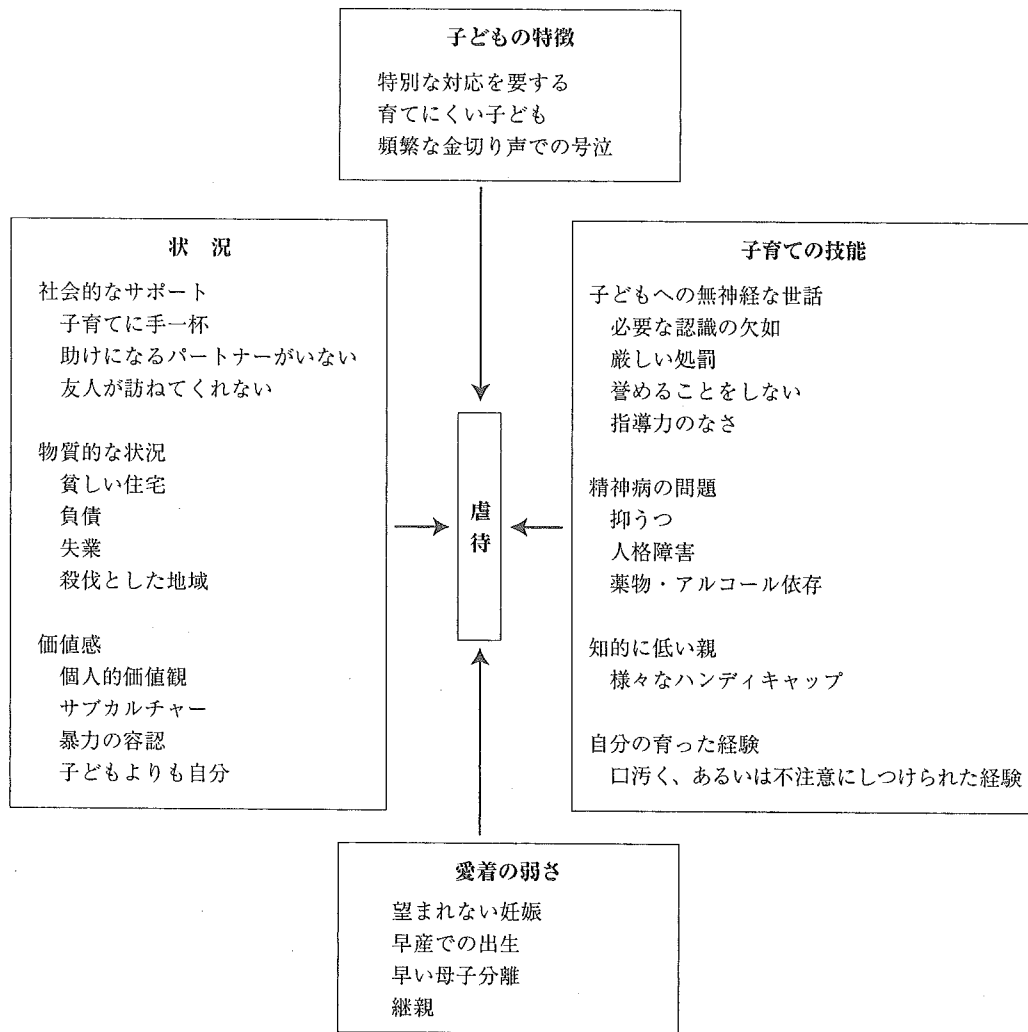 子どもの特徴
特別な対応を要する
育てにくい子ども
頻繁な金切り声での号泣
状 況
社会的なサポート
子育てに手一杯
助けになるパートナーがいない
友人が訪ねてくれない
物質的な状況
貧しい住宅
負債
失業
殺伐とした地域
価値感
個人的価値観
サブカルチャー
暴力の容認
子どもよりも自分
虐待
子育ての技能
子どもへの無神経な世話
必要な認識の欠如
厳しい処罰
誉めることをしない
指導力のなさ
精神病の問題
抑うつ
人格障害
薬物・アルコール依存
知的に低い親
様々なハンディキャップ
自分の育った経験
口汚く、あるいは不注意にしつけられた経験
愛着の弱さ
望まれない妊娠
早産での出生
早い母子分離
継親